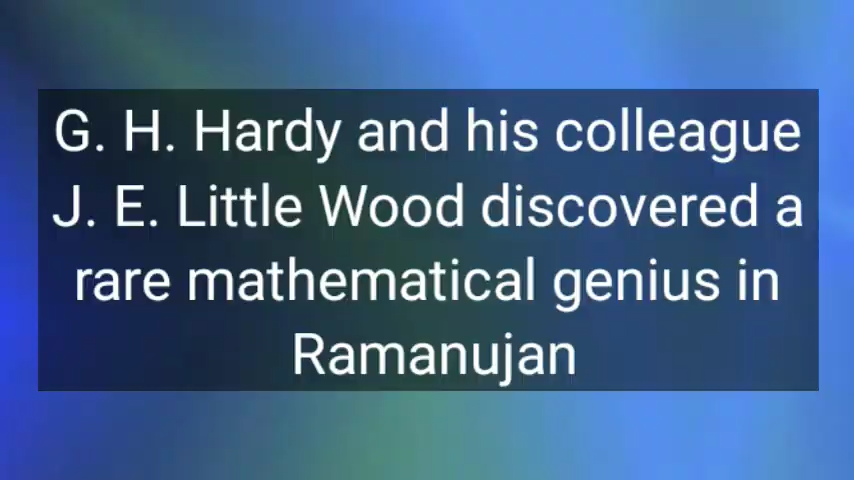 G. H. Hardy and his colleague
J. E. Little Wood discovered a
rare mathematical genius in
Ramanujan